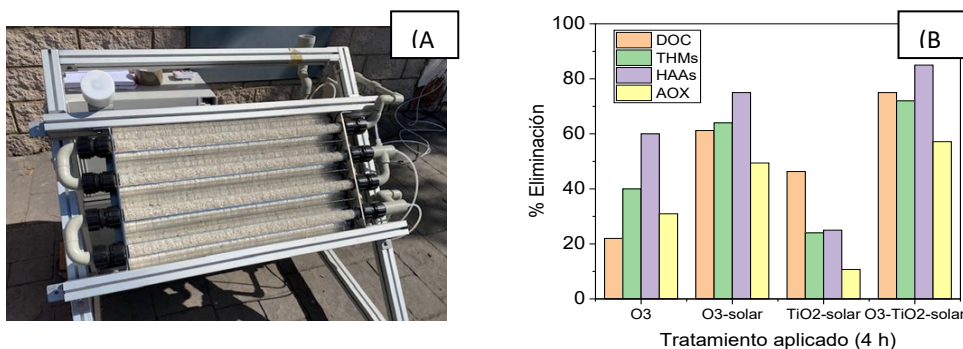 (A
(B
100
80
60
40
20
0
% Eliminación
DOC
THMs
HAAs
AOX
O3
O3-solar
TiO2-solar
O3-TiO2-solar
Tratamiento aplicado (4 h)